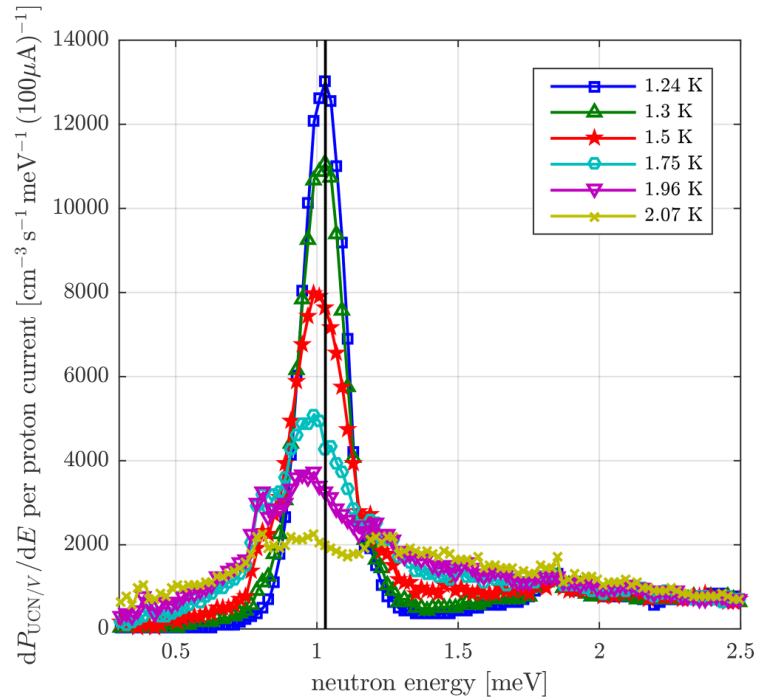 dP_UCN/V/dE per proton current [cm⁻³ s⁻¹ meV⁻¹ (100μA)⁻¹]
14000
12000
10000
8000
6000
4000
2000
0
1.24 K
1.3 K
1.5 K
1.75 K
1.96 K
2.07 K
0.5 1 1.5 2 2.5
neutron energy [meV]